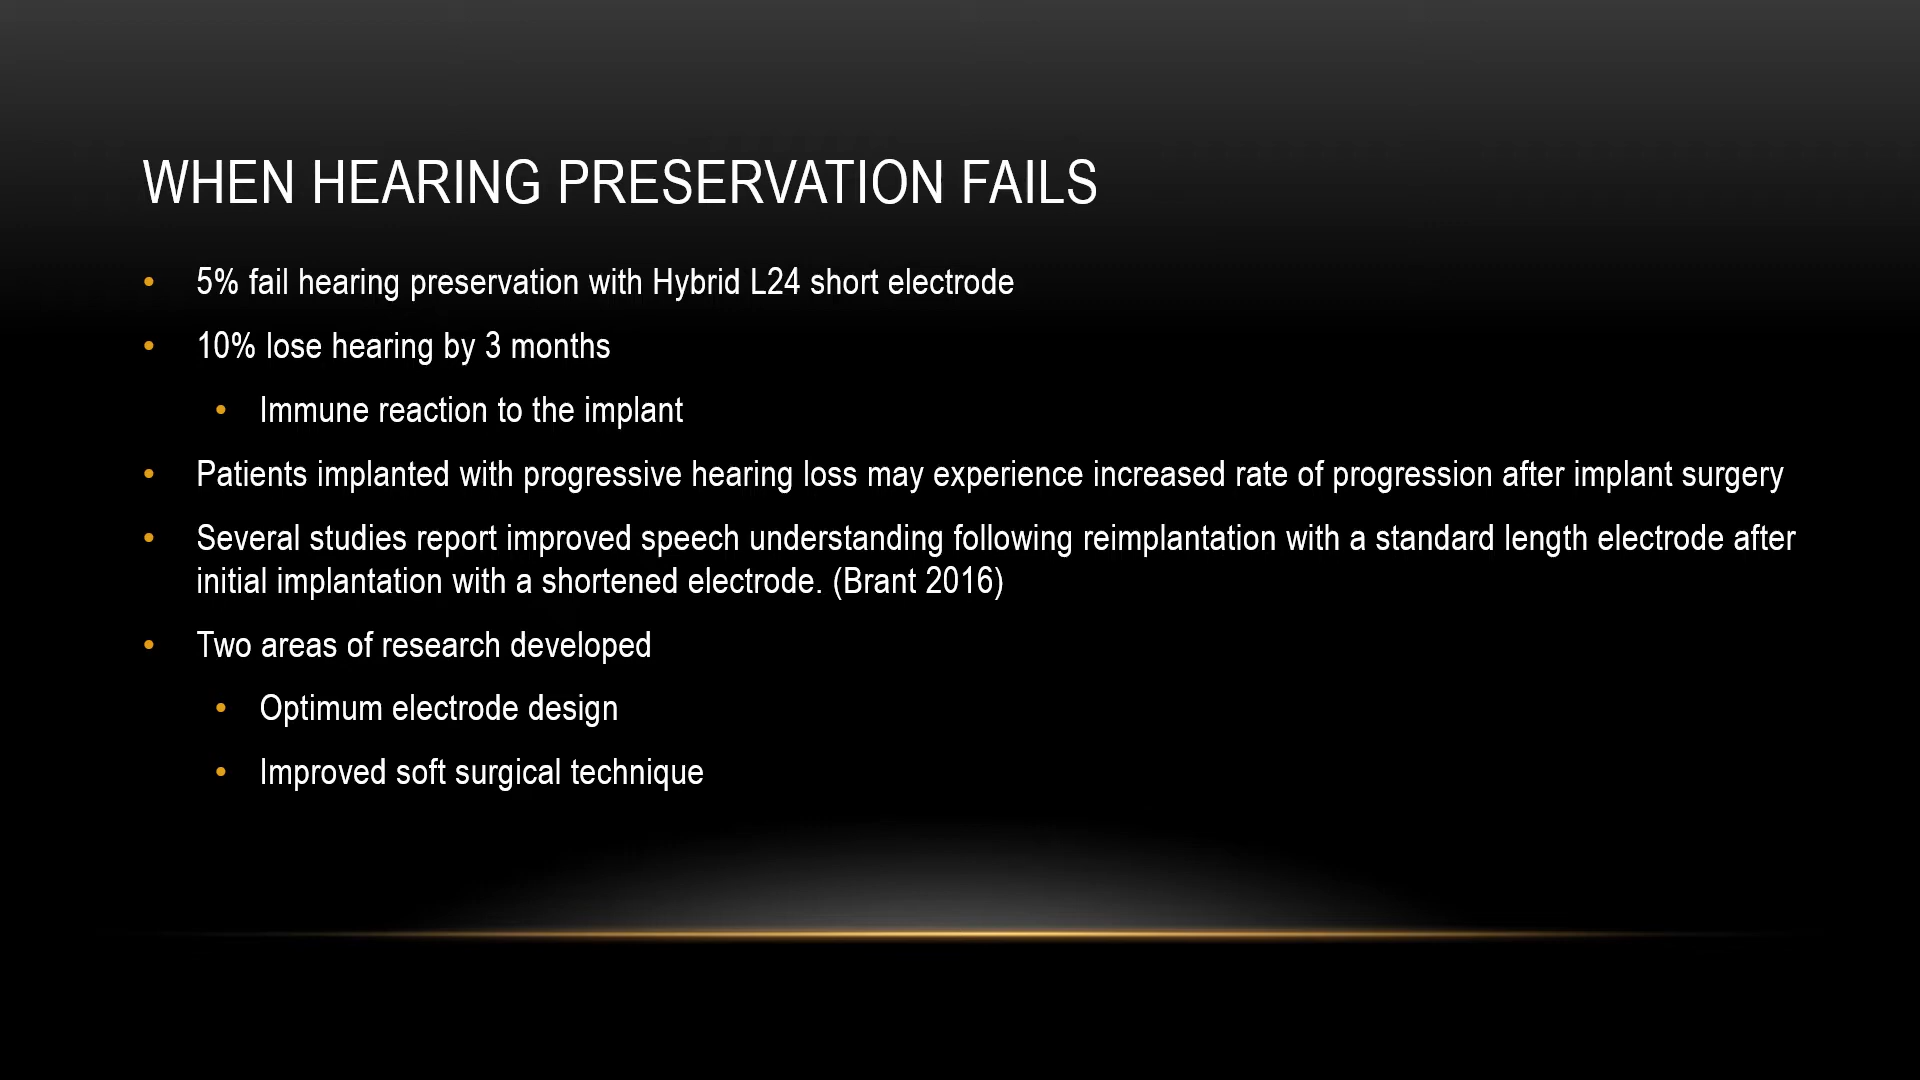 WHEN HEARING PRESERVATION FAILS
• 5% fail hearing preservation with Hybrid L24 short electrode
• 10% lose hearing by 3 months
• Immune reaction to the implant
• Patients implanted with progressive hearing loss may experience increased rate of progression after implant surgery
• Several studies report improved speech understanding following reimplantation with a standard length electrode after
initial implantation with a shortened electrode. (Brant 2016)
• Two areas of research developed
• Optimum electrode design
• Improved soft surgical technique